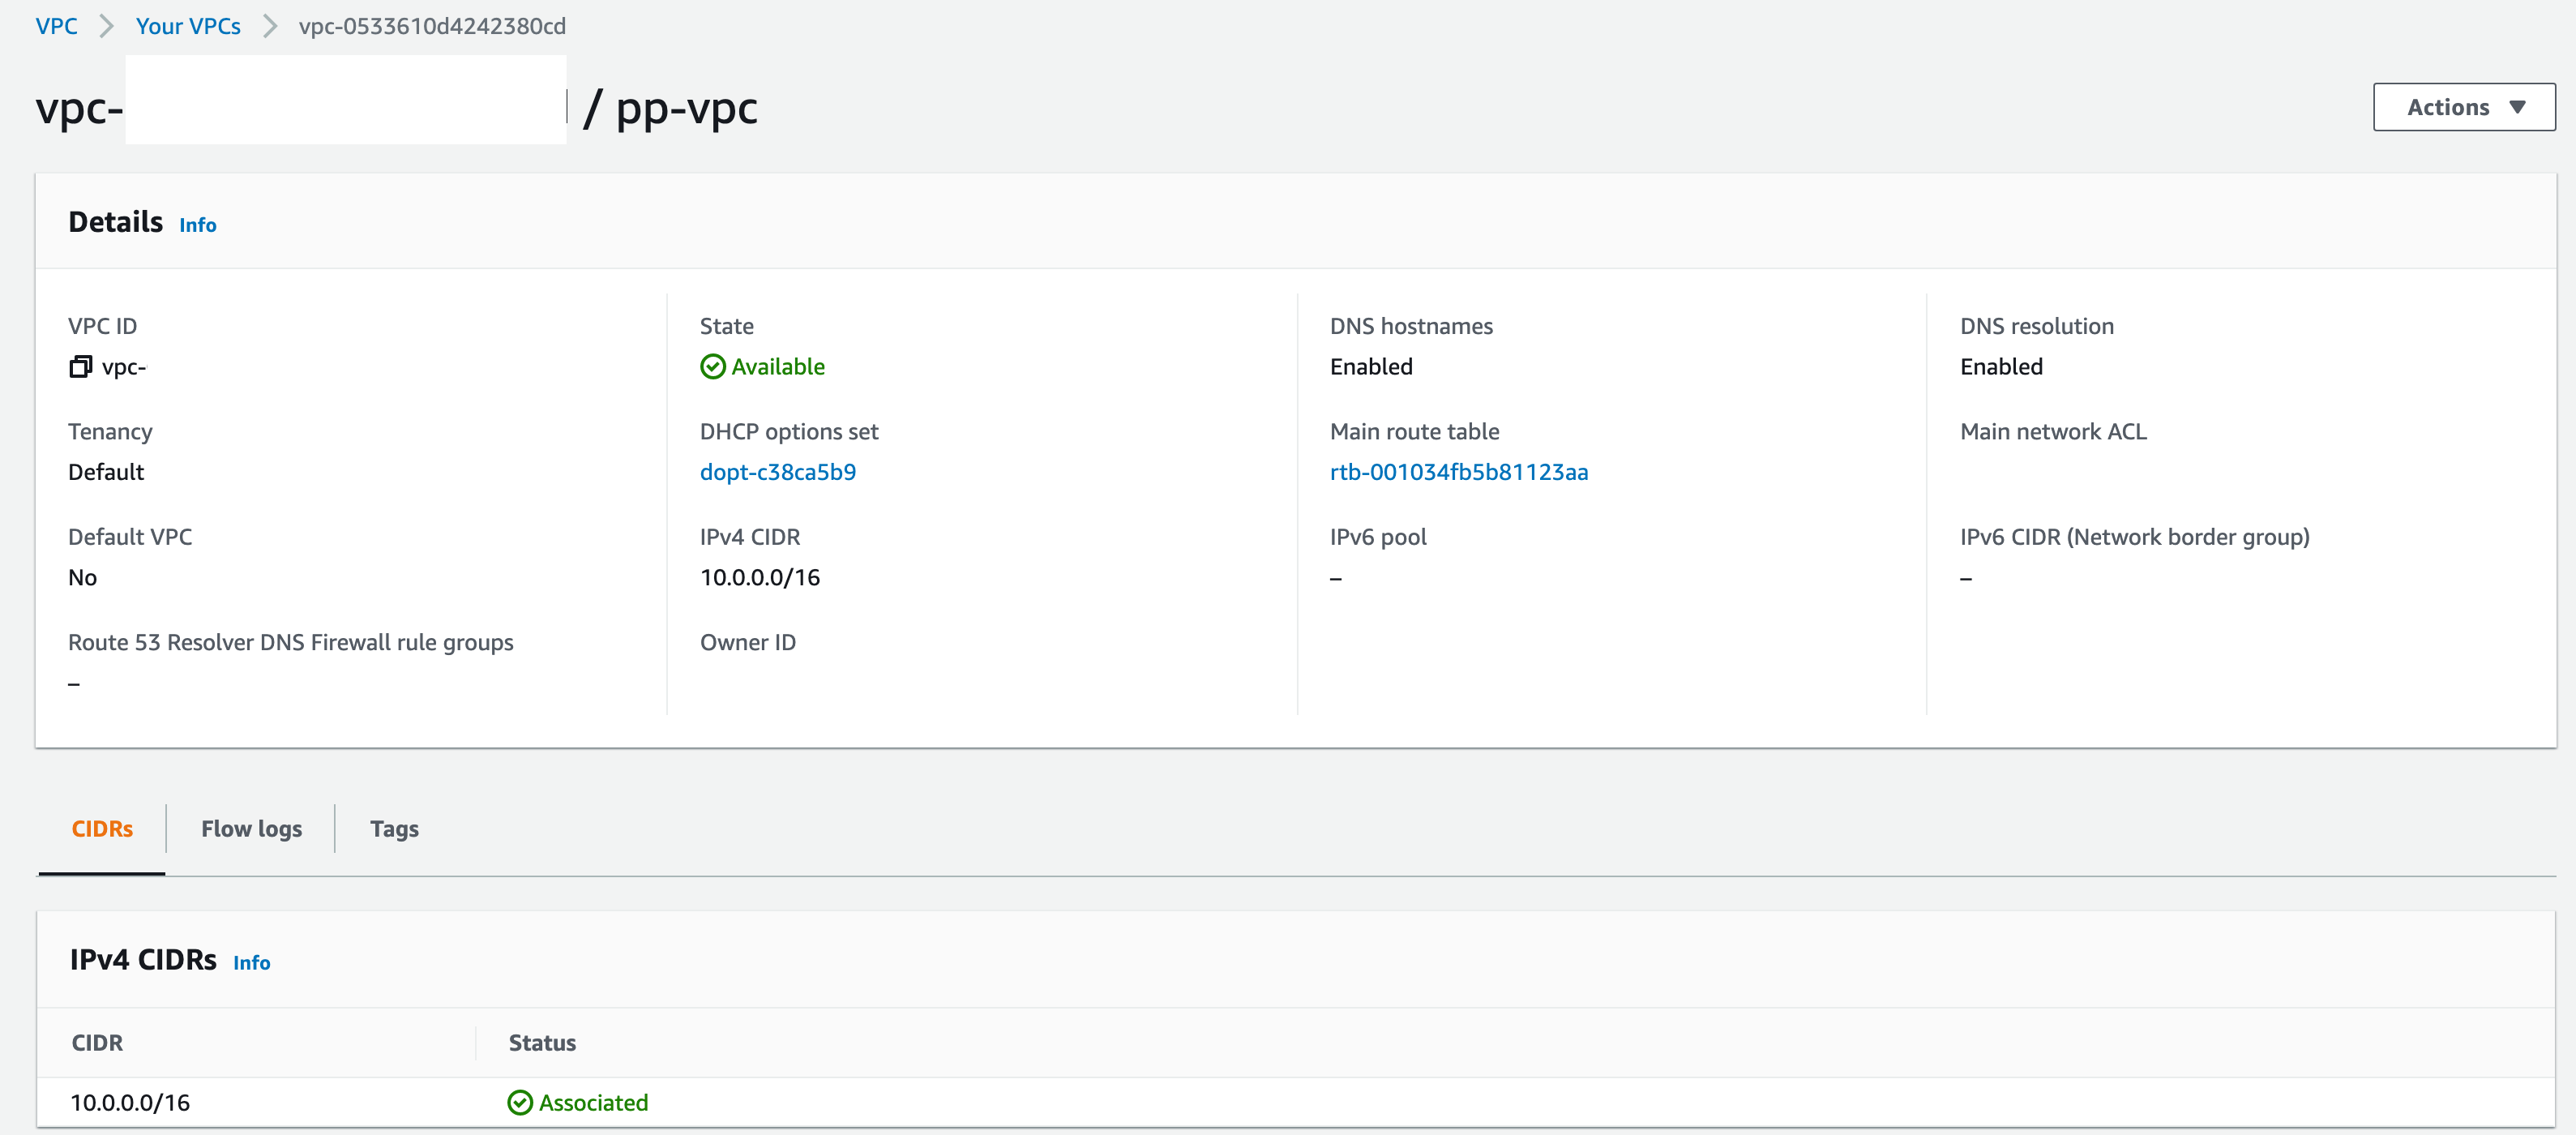 VPC > Your VPCs > vpc-0533610d4242380cd
vpc- / pp-vpc
Actions ▼
Details Info
VPC ID
vpc-
State
Available
DNS hostnames
Enabled
DNS resolution
Enabled
Tenancy
Default
DHCP options set
dopt-c38ca5b9
Main route table
rtb-001034fb5b81123aa
Main network ACL
Default VPC
No
IPv4 CIDR
10.0.0.0/16
IPv6 pool
–
IPv6 CIDR (Network border group)
–
Route 53 Resolver DNS Firewall rule groups
–
Owner ID
CIDRs Flow logs Tags
IPv4 CIDRs Info
CIDR Status
10.0.0.0/16 Associated